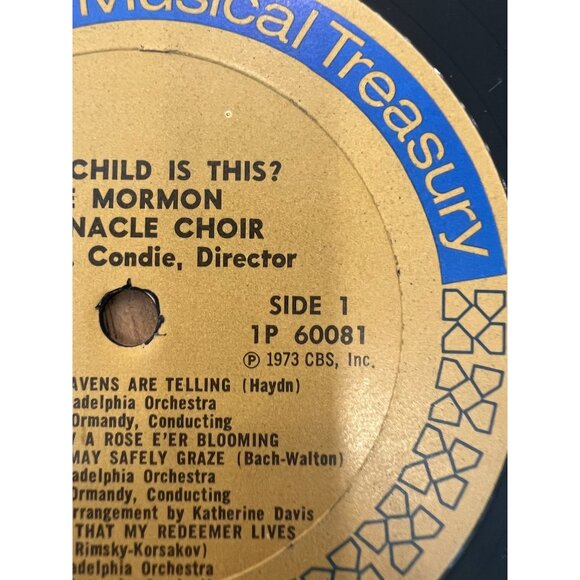 Musical Treasury
CHILD IS THIS?
MORMON
NACLE CHOIR
Condie, Director
SIDE 1
1P 60081
Ⓟ 1973 CBS, Inc.
AVENS ARE TELLING (Haydn)
adelphia Orchestra
Ormandy, Conducting
A ROSE E'ER BLOOMING
MAY SAFELY GRAZE (Bach-Walton)
adelphia Orchestra
Ormandy, Conducting
arrangement by Katherine Davis
THAT MY REDEEMER LIVES
Rimsky-Korsakov)
adelphia Orchestra